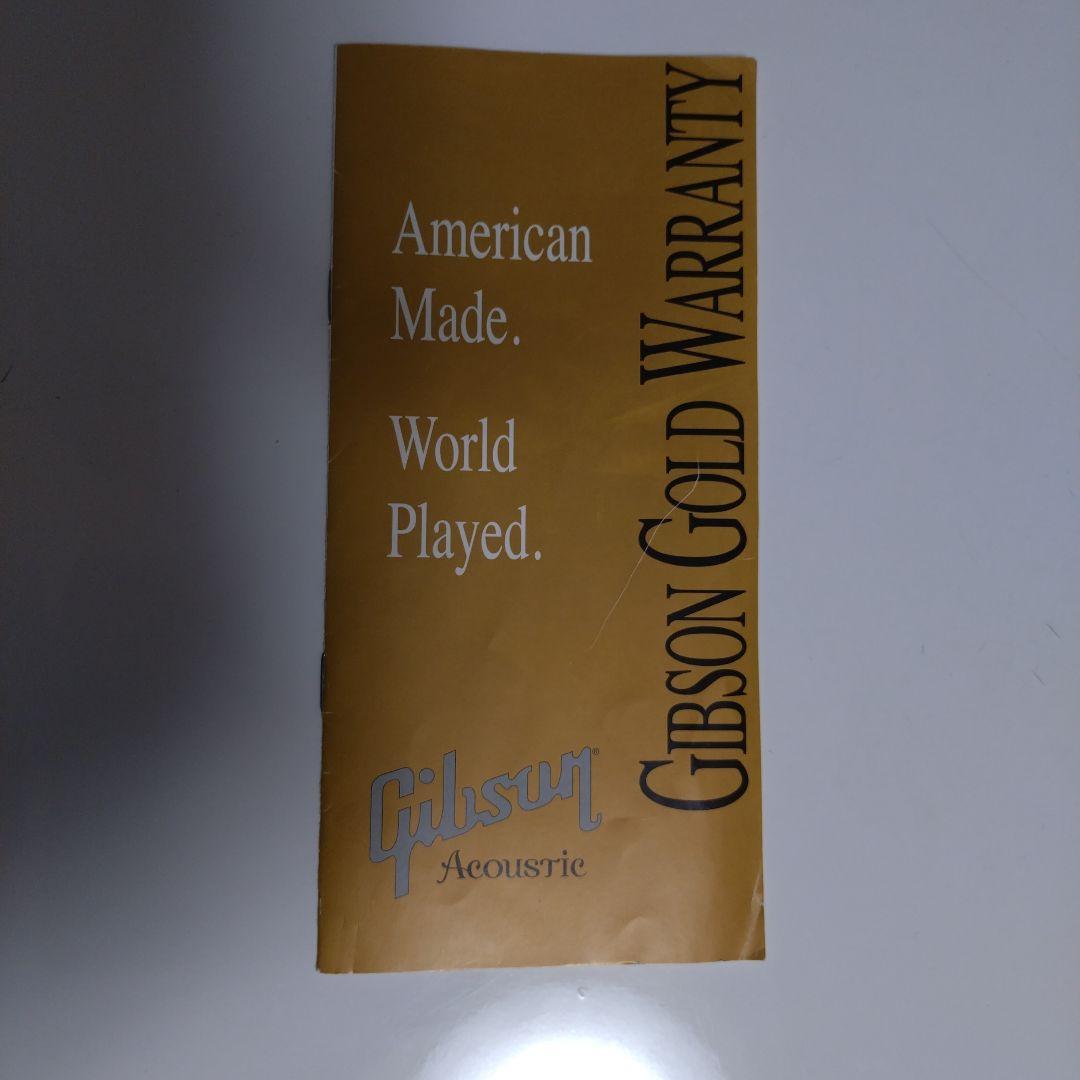 American
Made.
World
Played.
GIBSON GOLD WARRANTY
Gibson®
Acoustic